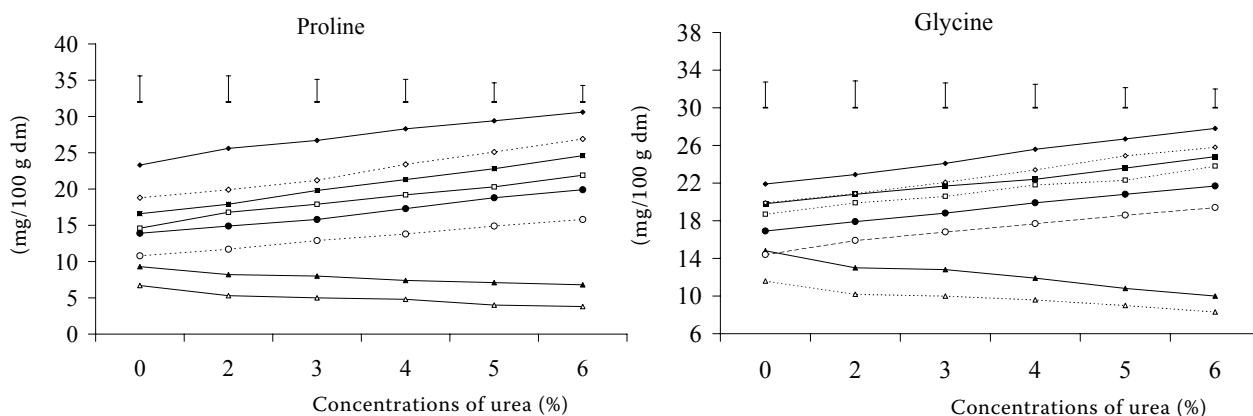 Proline
(mg/100 g dm)
40
35
30
25
20
15
10
5
0
0 2 3 4 5 6
Concentrations of urea (%)
Glycine
(mg/100 g dm)
38
34
30
26
22
18
14
10
6
0 2 3 4 5 6
Concentrations of urea (%)